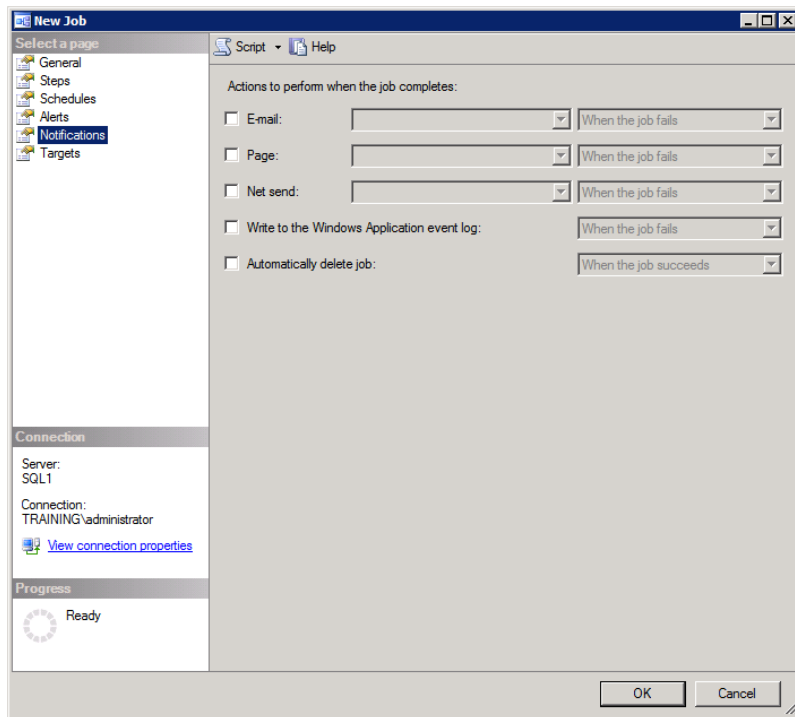 New Job
Select a page
General
Steps
Schedules
Alerts
Notifications
Targets
Script Help
Actions to perform when the job completes:
E-mail: When the job fails
Page: When the job fails
Net send: When the job fails
Write to the Windows Application event log: When the job fails
Automatically delete job: When the job succeeds
Connection
Server:
SQL1
Connection:
TRAINING\administrator
View connection properties
Progress
Ready
OK Cancel